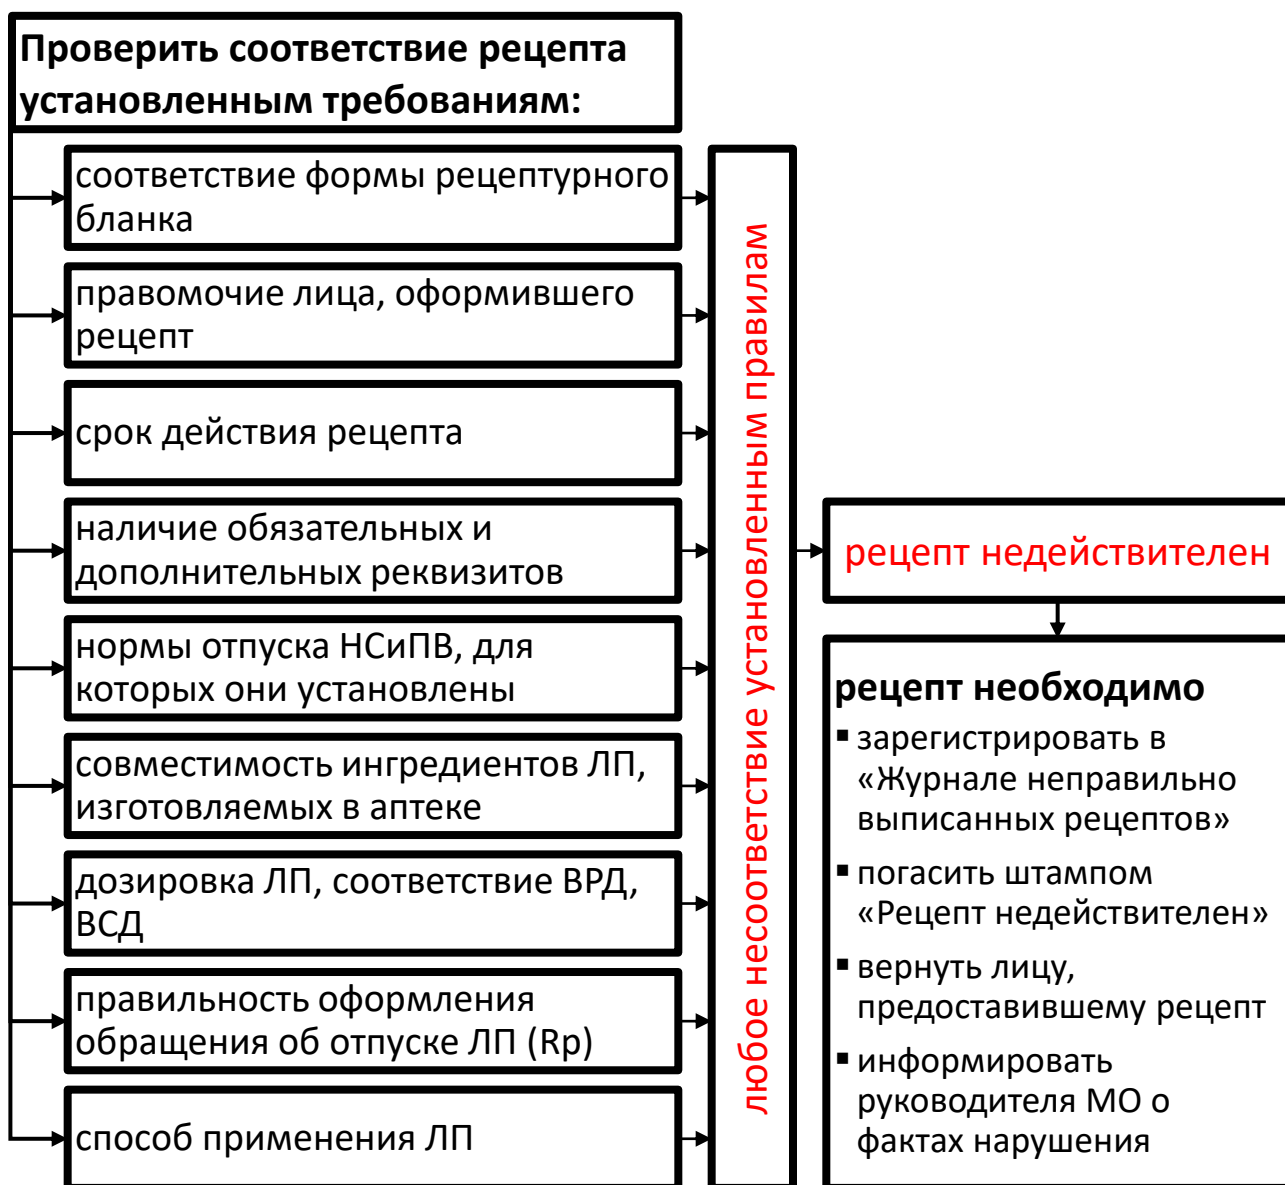 Проверить соответствие рецепта
установленным требованиям:
соответствие формы рецептурного
бланка
правомочие лица, оформившего
рецепт
срок действия рецепта
наличие обязательных и
дополнительных реквизитов
нормы отпуска НСиПВ, для
которых они установлены
совместимость ингредиентов ЛП,
изготовляемых в аптеке
дозировка ЛП, соответствие ВРД,
ВСД
правильность оформления
обращения об отпуске ЛП (Rp)
способ применения ЛП
любое несоответствие установленным правилам
рецепт недействителен
рецепт необходимо
▪ зарегистрировать в
«Журнале неправильно
выписанных рецептов»
▪ погасить штампом
«Рецепт недействителен»
▪ вернуть лицу,
предоставившему рецепт
▪ информировать
руководителя МО о
фактах нарушения